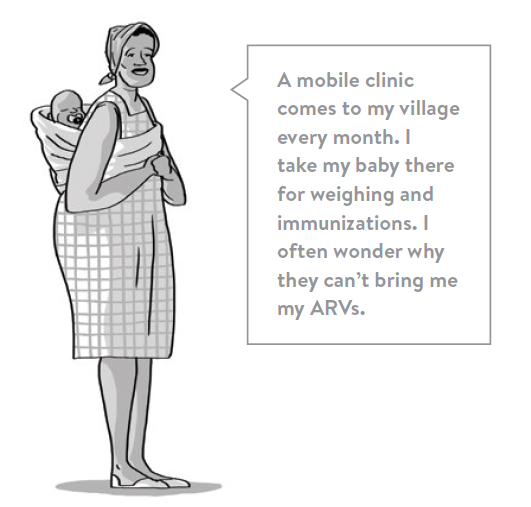 A mobile clinic
comes to my village
every month. I
take my baby there
for weighing and
immunizations. I
often wonder why
they can’t bring me
my ARVs.